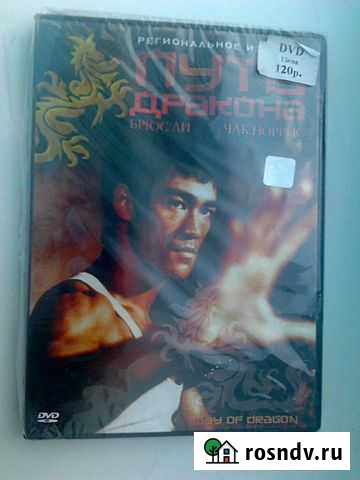 РЕГИОНАЛЬНОЕ
DVD
Цена
120р.
ПУТЬ
ДРАКОНА
БРЮС ЛИ ЧАК НОРРИС
WAY OF DRAGON
DVD
rosndv.ru